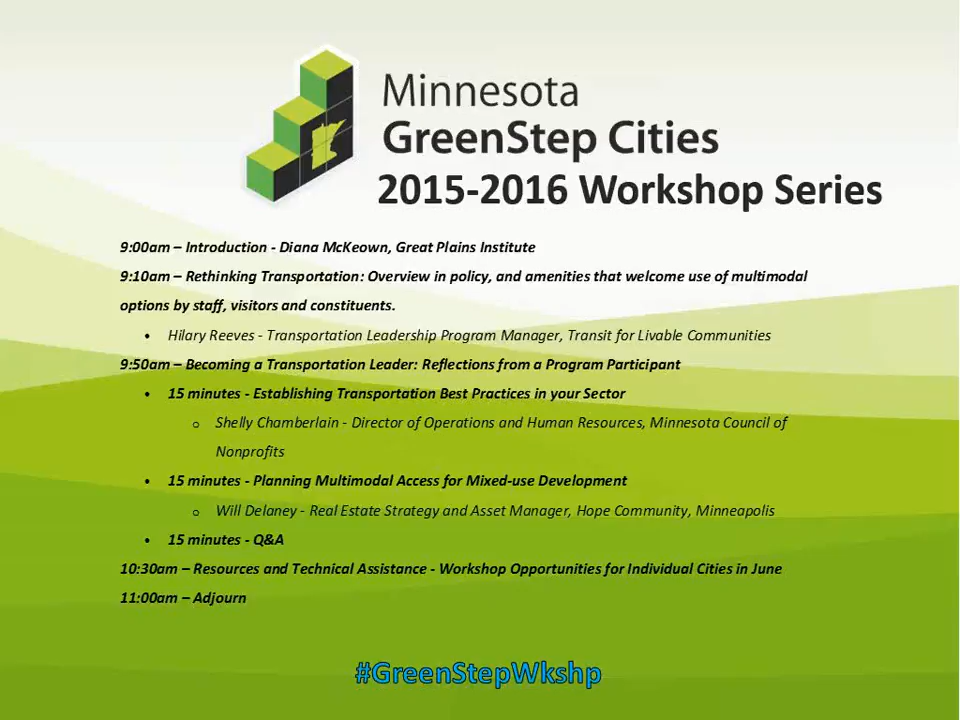 Minnesota
GreenStep Cities
2015-2016 Workshop Series
9:00am – Introduction - Diana McKeown, Great Plains Institute
9:10am – Rethinking Transportation: Overview in policy, and amenities that welcome use of multimodal
options by staff, visitors and constituents.
• Hilary Reeves - Transportation Leadership Program Manager, Transit for Livable Communities
9:50am – Becoming a Transportation Leader: Reflections from a Program Participant
• 15 minutes - Establishing Transportation Best Practices in your Sector
o Shelly Chamberlain - Director of Operations and Human Resources, Minnesota Council of
Nonprofits
• 15 minutes - Planning Multimodal Access for Mixed-use Development
o Will Delaney - Real Estate Strategy and Asset Manager, Hope Community, Minneapolis
• 15 minutes - Q&A
10:30am – Resources and Technical Assistance - Workshop Opportunities for Individual Cities in June
11:00am – Adjourn
#GreenStepWkshp